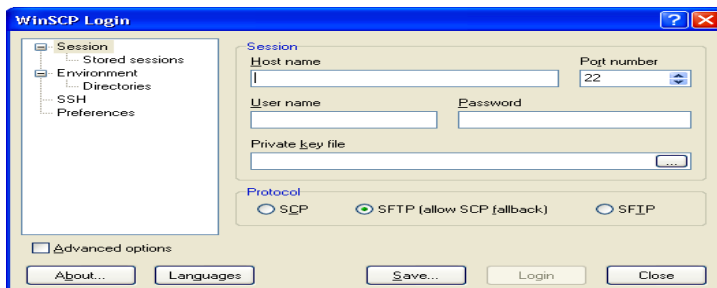 WinSCP Login
Session
Stored sessions
Environment
Directories
SSH
Preferences
Advanced options
Session
Host name
Port number
22
User name
Password
Private key file
...
Protocol
SCP
SFTP (allow SCP fallback)
SFTP
About...
Languages
Save...
Login
Close